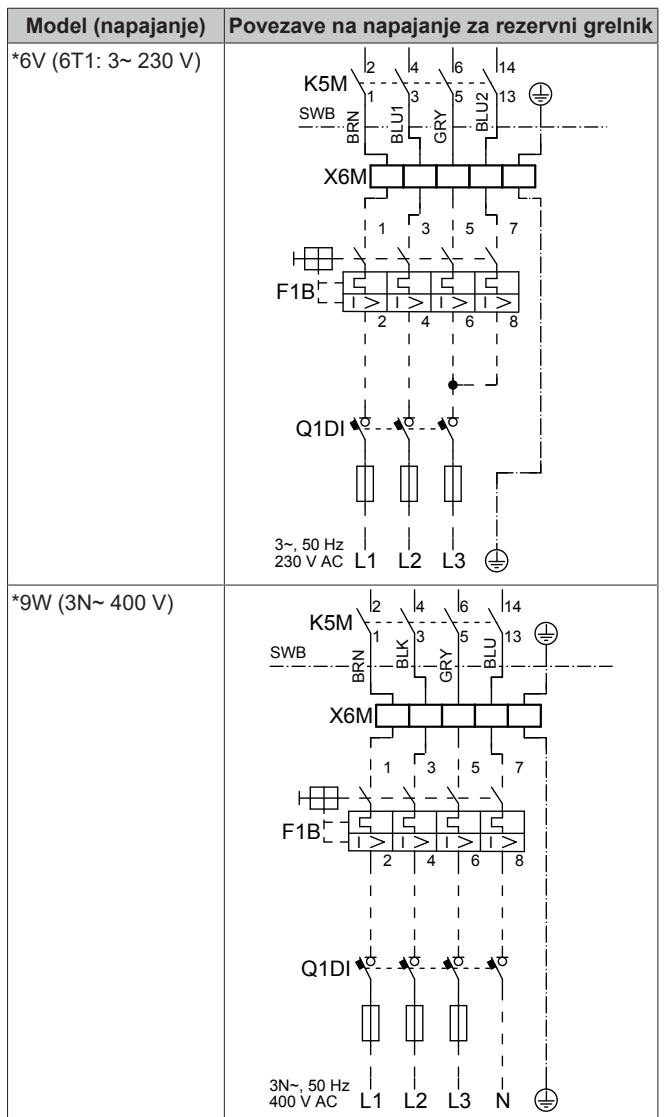 Model (napajanje) Povezave na napajanje za rezervni grelnik
*6V (6T1: 3~ 230 V)
2 4 6 14
K5M
1 3 5 13
SWB
BRN BLU1 GRY BLU2
X6M
1 3 5 7
F1B
I > I > I > I >
2 4 6 8
Q1DI
3~, 50 Hz
230 V AC L1 L2 L3
*9W (3N~ 400 V)
2 4 6 14
K5M
1 3 5 13
SWB
BRN BLK GRY BLU
X6M
1 3 5 7
F1B
I > I > I > I >
2 4 6 8
Q1DI
3N~, 50 Hz
400 V AC L1 L2 L3 N